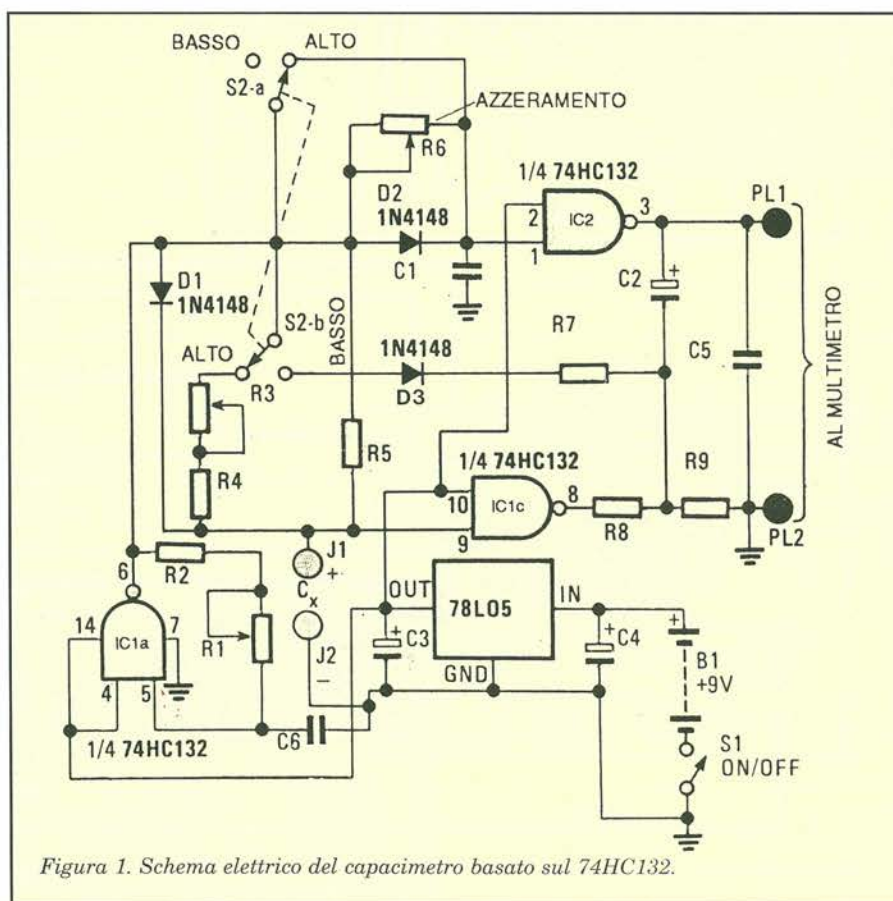 BASSO
ALTO
S2-a
AZZERAMENTO
R6
D2
1N4148
C1
1/4 74HC132
2
1
IC2
3
PL1
D1
1N4148
BASSO
S2-b
ALTO
R3
1N4148
D3
R7
C2
+
C5
AL MULTIMETRO
R4
R5
1/4 74HC132
10
9
IC1c
8
R8
R9
PL2
6
R2
J1
+
Cx
J2
−
OUT
78L05
IN
GND
+
C3
+
C4
+
B1
+9V
14
7
IC1a
4
5
R1
C6
1/4 74HC132
S1
ON/OFF
Figura 1. Schema elettrico del capacimetro basato sul 74HC132.